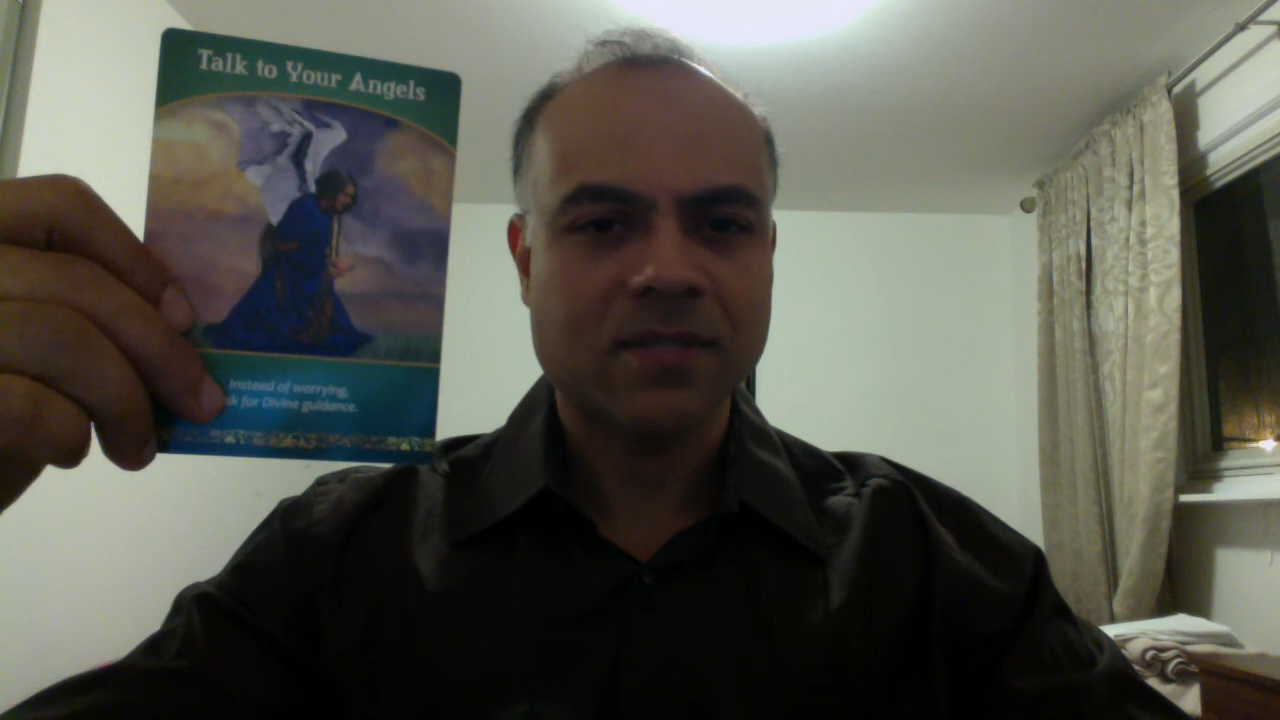 Talk to Your Angels
Instead of worrying,
for Divine guidance.